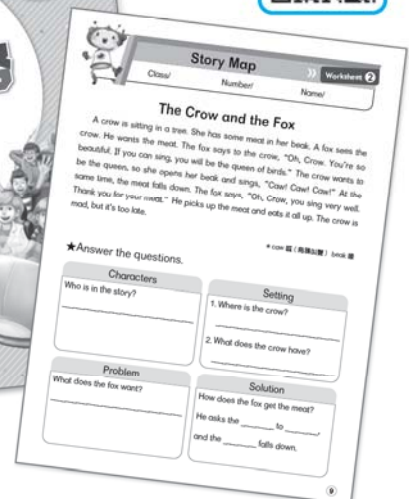 Story Map
Worksheet 2
Class/ Number/ Name/
The Crow and the Fox
A crow is sitting in a tree. She has some meat in her beak. A fox sees the
crow. He wants the meat. The fox says to the crow, "Oh, Crow. You're so
beautiful. If you can sing, you will be the queen of birds." The crow wants to
be the queen, so she opens her beak and sings, "Caw! Caw! Caw!" At the
same time, the meat falls down. The fox says, "Oh, Crow, you sing very well.
Thank you for your meat." He picks up the meat and eats it all up. The crow is
mad, but it's too late.
beak
★Answer the questions.
Characters
Who is in the story?
Setting
1. Where is the crow?
2. What does the crow have?
Problem
What does the fox want?
Solution
How does the fox get the meat?
He asks the ______ to ______,
and the ______ falls down.
9